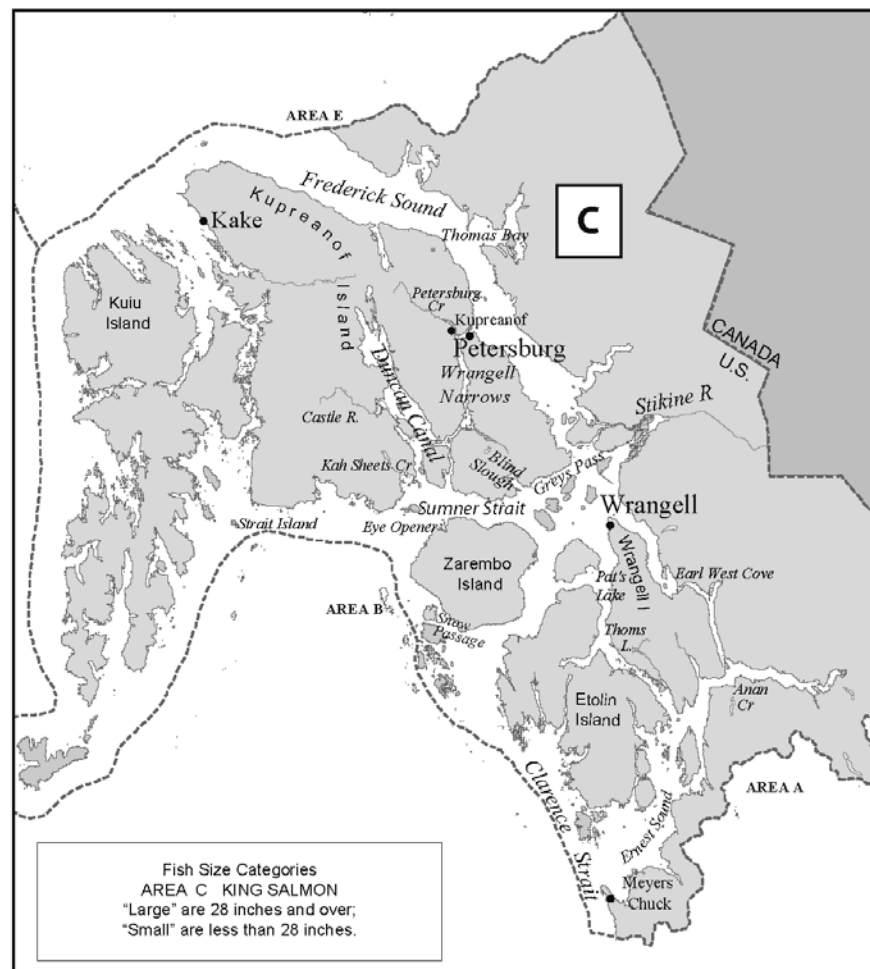 AREA E
Frederick Sound
C
Kupreanof
Island
Kake
Thomas Bay
Kuiu
Island
Petersburg
Cr
Kupreanof
Petersburg
Wrangell
Narrows
CANADA
U.S.
Duncan Canal
Stikine R
Castle R.
Kah Sheets Cr
Blind
Slough
Greys Pass
Sumner Strait
Wrangell
Strait Island
Eye Opener
Zarembo
Island
Wrangell I
Pat's
Lake
Earl West Cove
AREA B
Snow
Passage
Thoms
L.
Etolin
Island
Anan
Cr
AREA A
Clarence
Strait
Ernest Sound
Meyers
Chuck
Fish Size Categories
AREA C KING SALMON
“Large” are 28 inches and over;
“Small” are less than 28 inches.